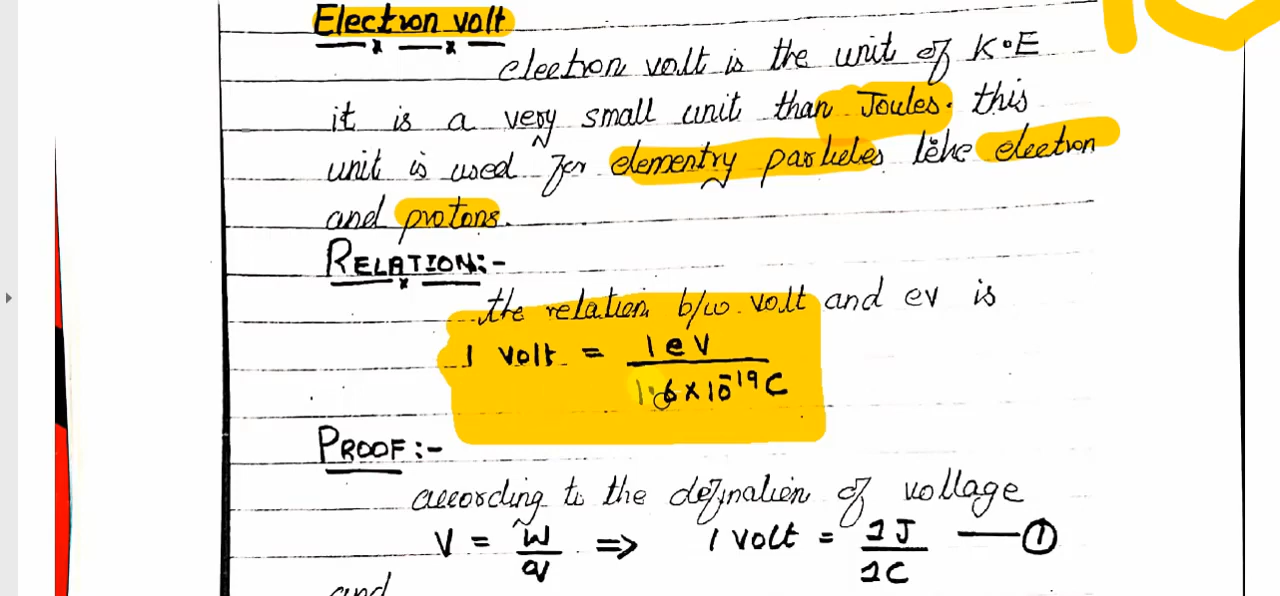 Electron volt
electron volt is the unit of K.E
it is a very small unit than Joules. this
unit is used for elementry particles like electron
and protons.
RELATION:-
the relation b/w volt and ev is
1 volt = 1eV / 1.6×10⁻¹⁹C
PROOF:-
according to the defination of voltage
V = W/q => 1 volt = 1J/1C — ①
and